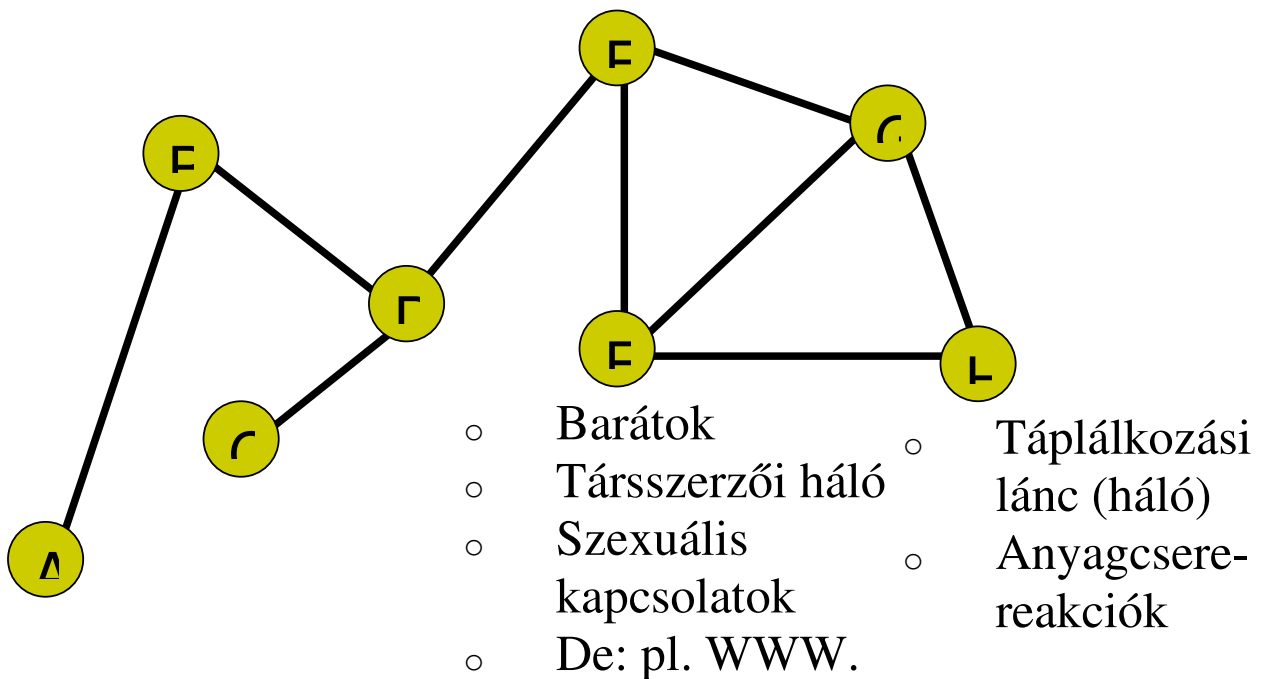 Barátok
Társszerzői háló
Szexuális
kapcsolatok
De: pl. WWW.
Táplálkozási
lánc (háló)
Anyagcsere-
reakciók